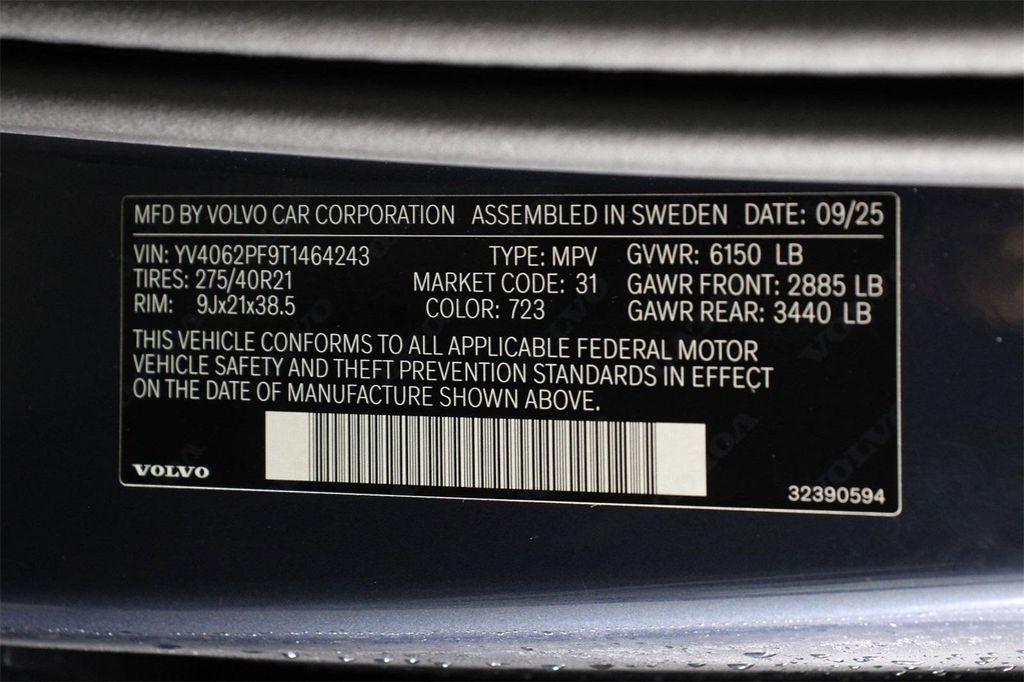 MFD BY VOLVO CAR CORPORATION ASSEMBLED IN SWEDEN DATE: 09/25
VIN: YV4062PF9T1464243 TYPE: MPV GVWR: 6150 LB
TIRES: 275/40R21 MARKET CODE: 31 GAWR FRONT: 2885 LB
RIM: 9Jx21x38.5 COLOR: 723 GAWR REAR: 3440 LB
THIS VEHICLE CONFORMS TO ALL APPLICABLE FEDERAL MOTOR
VEHICLE SAFETY AND THEFT PREVENTION STANDARDS IN EFFECT
ON THE DATE OF MANUFACTURE SHOWN ABOVE.
VOLVO
32390594